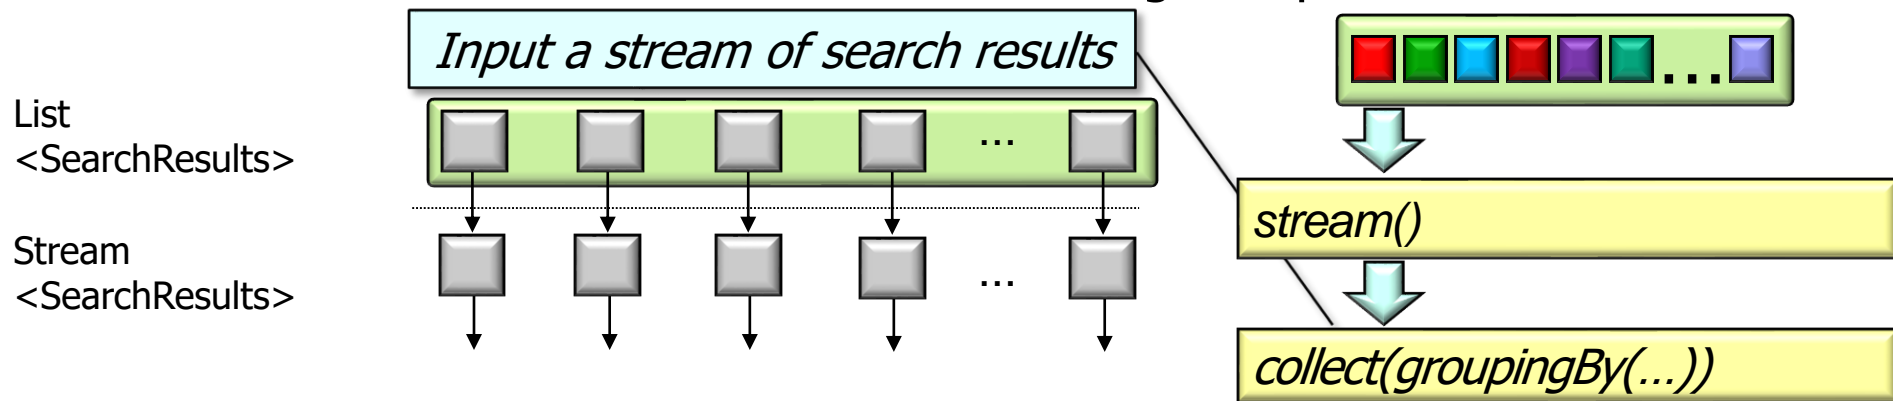 Input a stream of search results
List
<SearchResults>
...
...
Stream
<SearchResults>
...
stream()
collect(groupingBy(...))